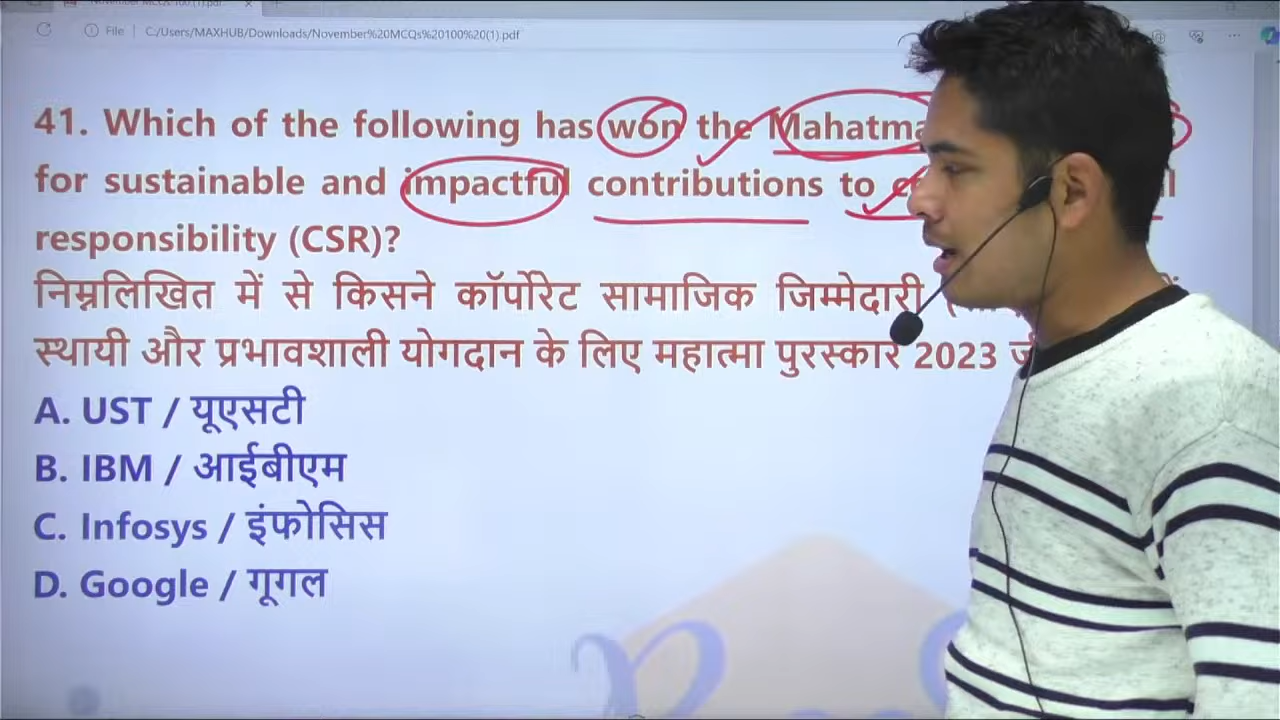 File | C:/Users/MAXHUB/Downloads/November%20MCQs%20100%20(1).pdf
41. Which of the following has won the Mahatma
for sustainable and impactful contributions to
responsibility (CSR)?
निम्नलिखित में से किसने कॉर्पोरेट सामाजिक जिम्मेदारी
स्थायी और प्रभावशाली योगदान के लिए महात्मा पुरस्कार 2023
A. UST / यूएसटी
B. IBM / आईबीएम
C. Infosys / इंफोसिस
D. Google / गूगल